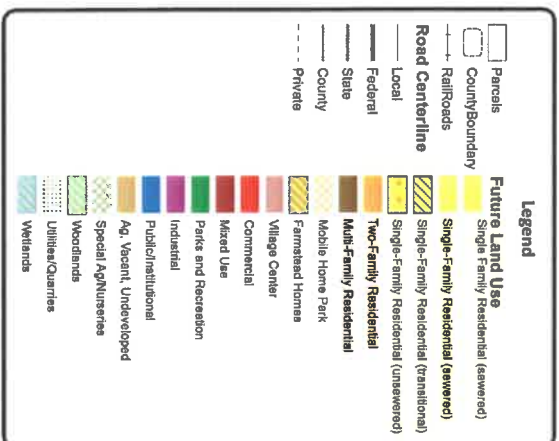 Legend
Parcels
CountyBoundary
RailRoads
Road Centerline
Local
Federal
State
County
Private
Future Land Use
Single Family Residential (sewered)
Single-Family Residential (sewered)
Single-Family Residential (transitional)
Single-Family Residential (unsewered)
Two-Family Residential
Multi-Family Residential
Mobile Home Park
Farmstead Homes
Village Center
Commercial
Mixed Use
Parks and Recreation
Industrial
Public/Institutional
Ag, Vacant, Undeveloped
Special Ag/Nurseries
Woodlands
Utilities/Quarries
Wetlands